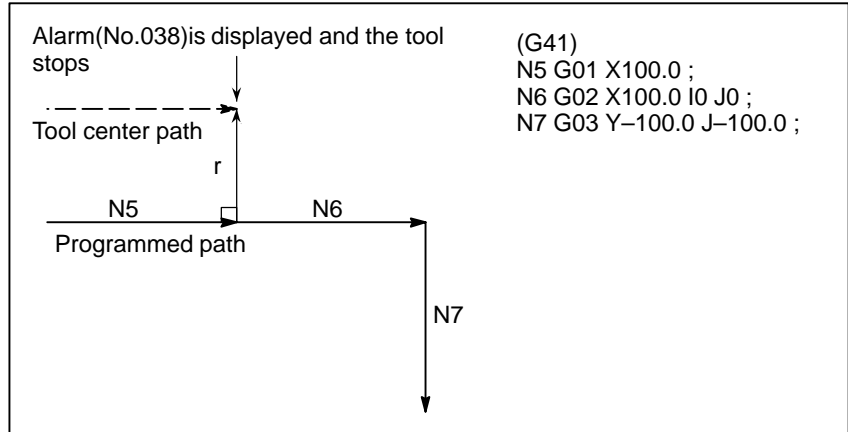 Alarm(No.038)is displayed and the tool
stops
Tool center path
r
N5
N6
Programmed path
N7
(G41)
N5 G01 X100.0 ;
N6 G02 X100.0 I0 J0 ;
N7 G03 Y–100.0 J–100.0 ;